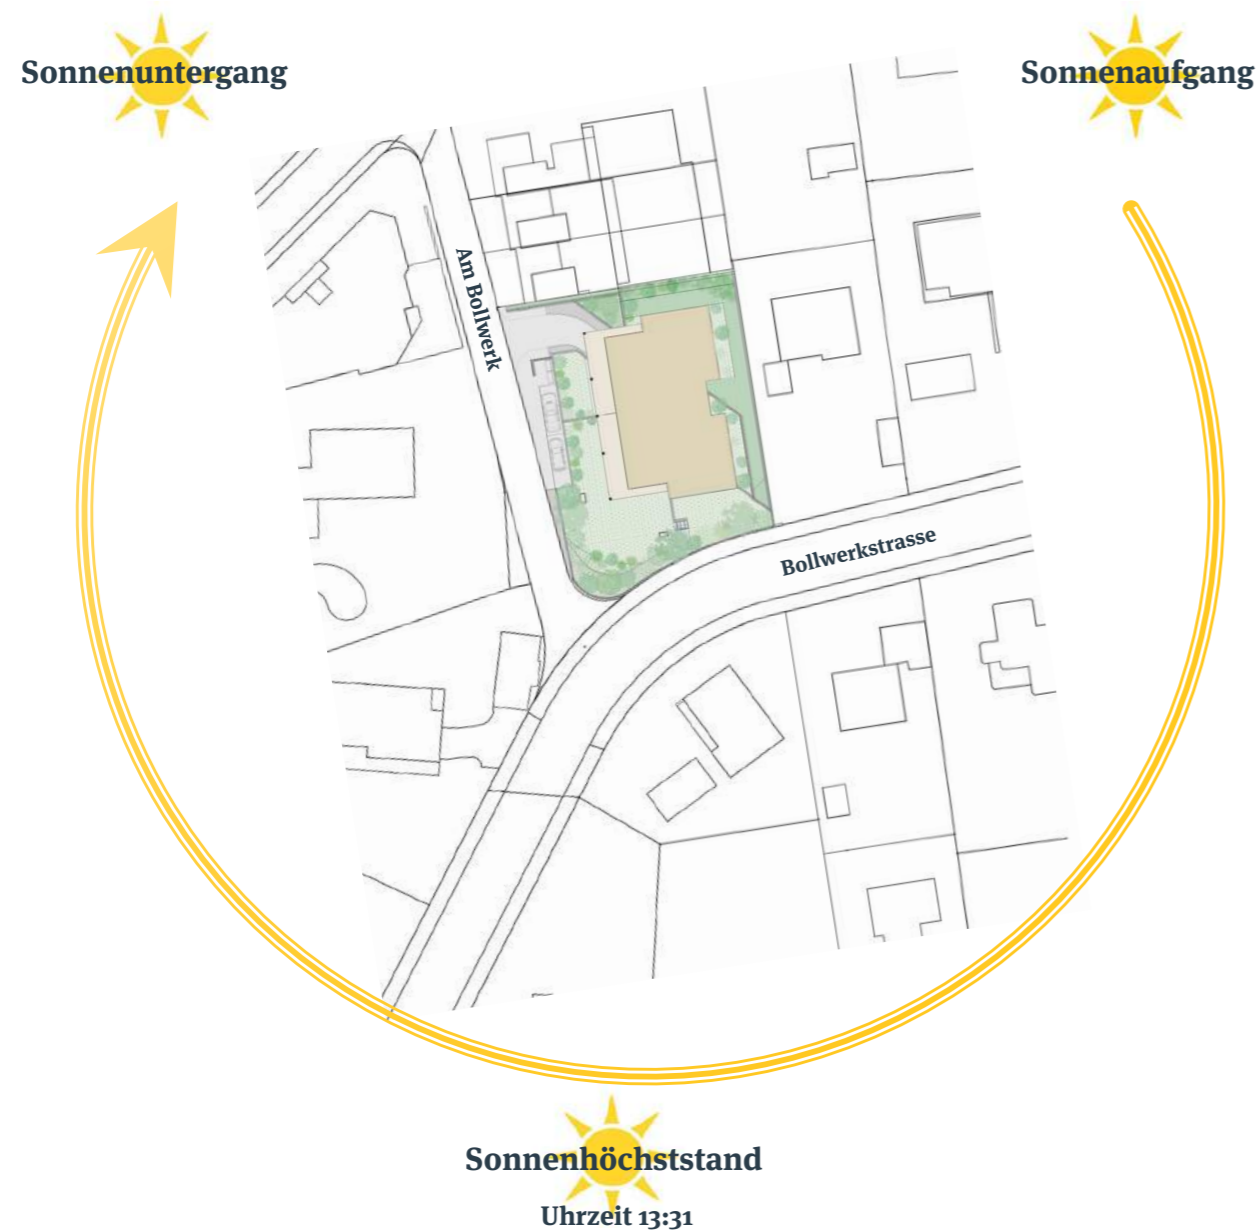 Sonnenuntergang
Sonnenaufgang
Am Bollwerk
Bollwerkstrasse
Sonnenhöchststand
Uhrzeit 13:31